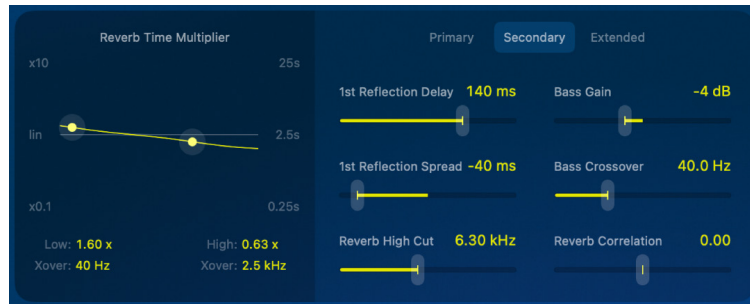 Reverb Time Multiplier
x10 25s
lin 2.5s
x0.1 0.25s
Low: 1.60 x High: 0.63 x
Xover: 40 Hz Xover: 2.5 kHz
Primary Secondary Extended
1st Reflection Delay 140 ms Bass Gain -4 dB
1st Reflection Spread -40 ms Bass Crossover 40.0 Hz
Reverb High Cut 6.30 kHz Reverb Correlation 0.00